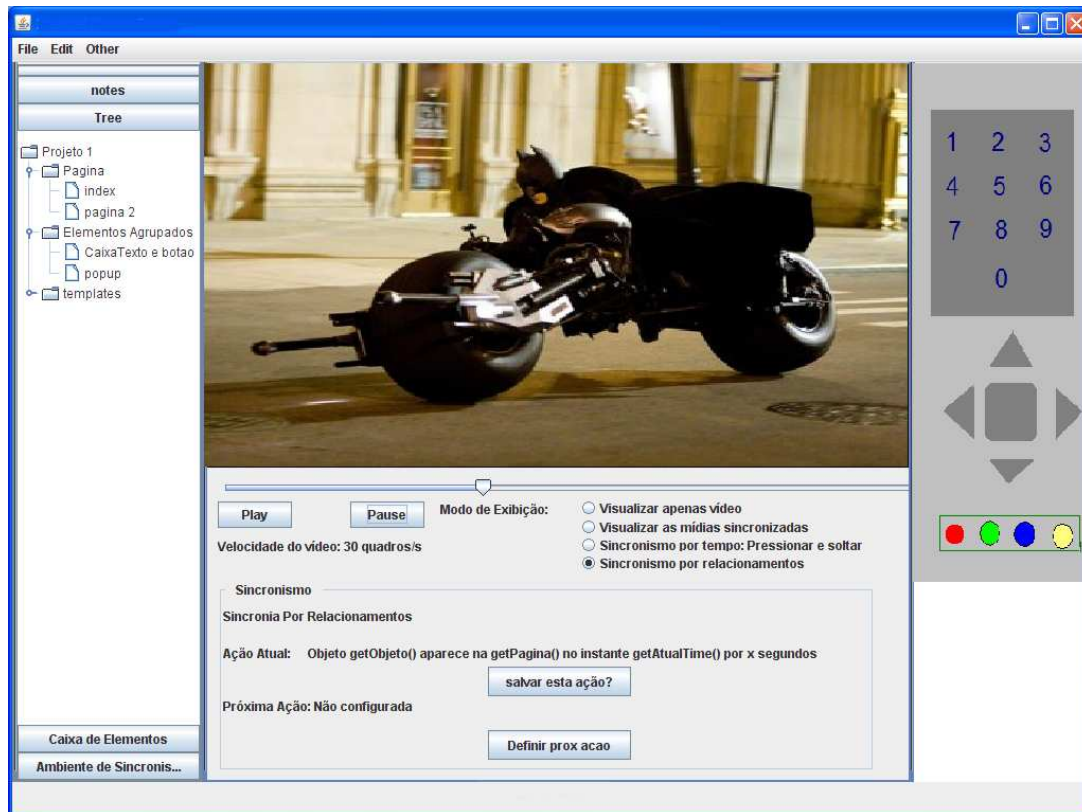 File Edit Other
notes
Tree
Projeto 1
Pagina
index
pagina 2
Elementos Agrupados
CaixaTexto e botao
popup
templates
Caixa de Elementos
Ambiente de Sincronis...
Play
Pause
Modo de Exibição:
Visualizar apenas vídeo
Visualizar as mídias sincronizadas
Sincronismo por tempo: Pressionar e soltar
Sincronismo por relacionamentos
Velocidade do vídeo: 30 quadros/s
Sincronismo
Sincronia Por Relacionamentos
Ação Atual: Objeto getObjeto() aparece na getPagina() no instante getAtualTime() por x segundos
salvar esta ação?
Próxima Ação: Não configurada
Definir prox acao
1 2 3
4 5 6
7 8 9
0